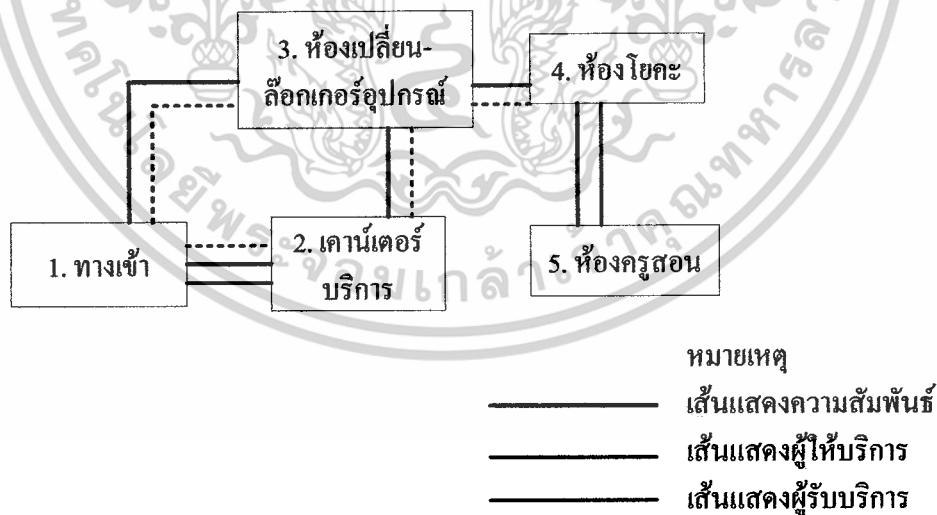 3. ห้องเปลี่ยน-
ล๊อกเกอร์อุปกรณ์
4. ห้องโยคะ
1. ทางเข้า
2. เคาน์เตอร์
บริการ
5. ห้องครูสอน
หมายเหตุ
เส้นแสดงความสัมพันธ์
เส้นแสดงผู้ให้บริการ
เส้นแสดงผู้รับบริการ